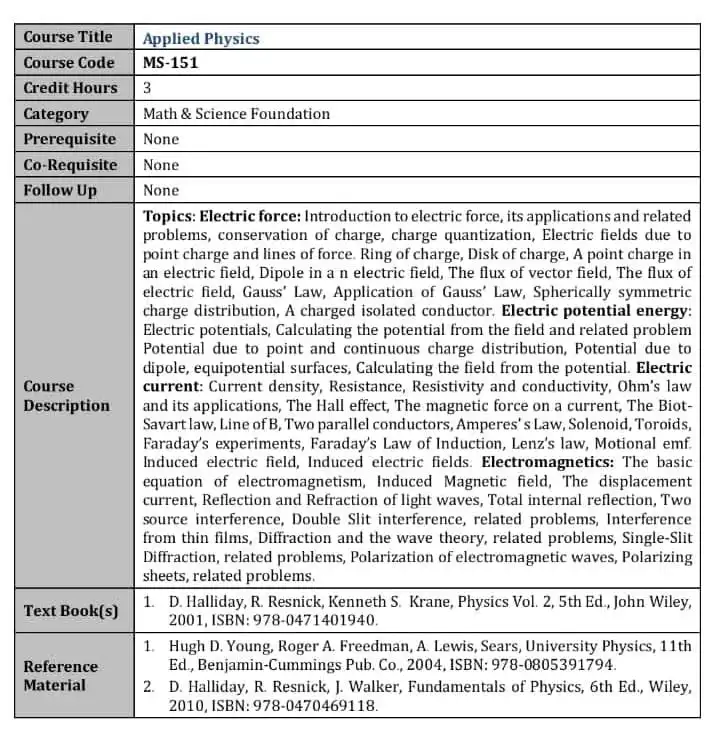 Course Title Applied Physics
Course Code MS-151
Credit Hours 3
Category Math & Science Foundation
Prerequisite None
Co-Requisite None
Follow Up None
Course Description
Topics: Electric force: Introduction to electric force, its applications and related
problems, conservation of charge, charge quantization, Electric fields due to
point charge and lines of force. Ring of charge, Disk of charge, A point charge in
an electric field, Dipole in a n electric field, The flux of vector field, The flux of
electric field, Gauss' Law, Application of Gauss' Law, Spherically symmetric
charge distribution, A charged isolated conductor. Electric potential energy:
Electric potentials, Calculating the potential from the field and related problem
Potential due to point and continuous charge distribution, Potential due to
dipole, equipotential surfaces, Calculating the field from the potential. Electric
current: Current density, Resistance, Resistivity and conductivity, Ohm's law
and its applications, The Hall effect, The magnetic force on a current, The Biot-
Savart law, Line of B, Two parallel conductors, Amperes' s Law, Solenoid, Toroids,
Faraday's experiments, Faraday's Law of Induction, Lenz's law, Motional emf.
Induced electric field, Induced electric fields. Electromagnetics: The basic
equation of electromagnetism, Induced Magnetic field, The displacement
current, Reflection and Refraction of light waves, Total internal reflection, Two
source interference, Double Slit interference, related problems, Interference
from thin films, Diffraction and the wave theory, related problems, Single-Slit
Diffraction, related problems, Polarization of electromagnetic waves, Polarizing
sheets, related problems.
Text Book(s)
1. D. Halliday, R. Resnick, Kenneth S. Krane, Physics Vol. 2, 5th Ed., John Wiley,
2001, ISBN: 978-0471401940.
Reference Material
1. Hugh D. Young, Roger A. Freedman, A. Lewis, Sears, University Physics, 11th
Ed., Benjamin-Cummings Pub. Co., 2004, ISBN: 978-0805391794.
2. D. Halliday, R. Resnick, J. Walker, Fundamentals of Physics, 6th Ed., Wiley,
2010, ISBN: 978-0470469118.